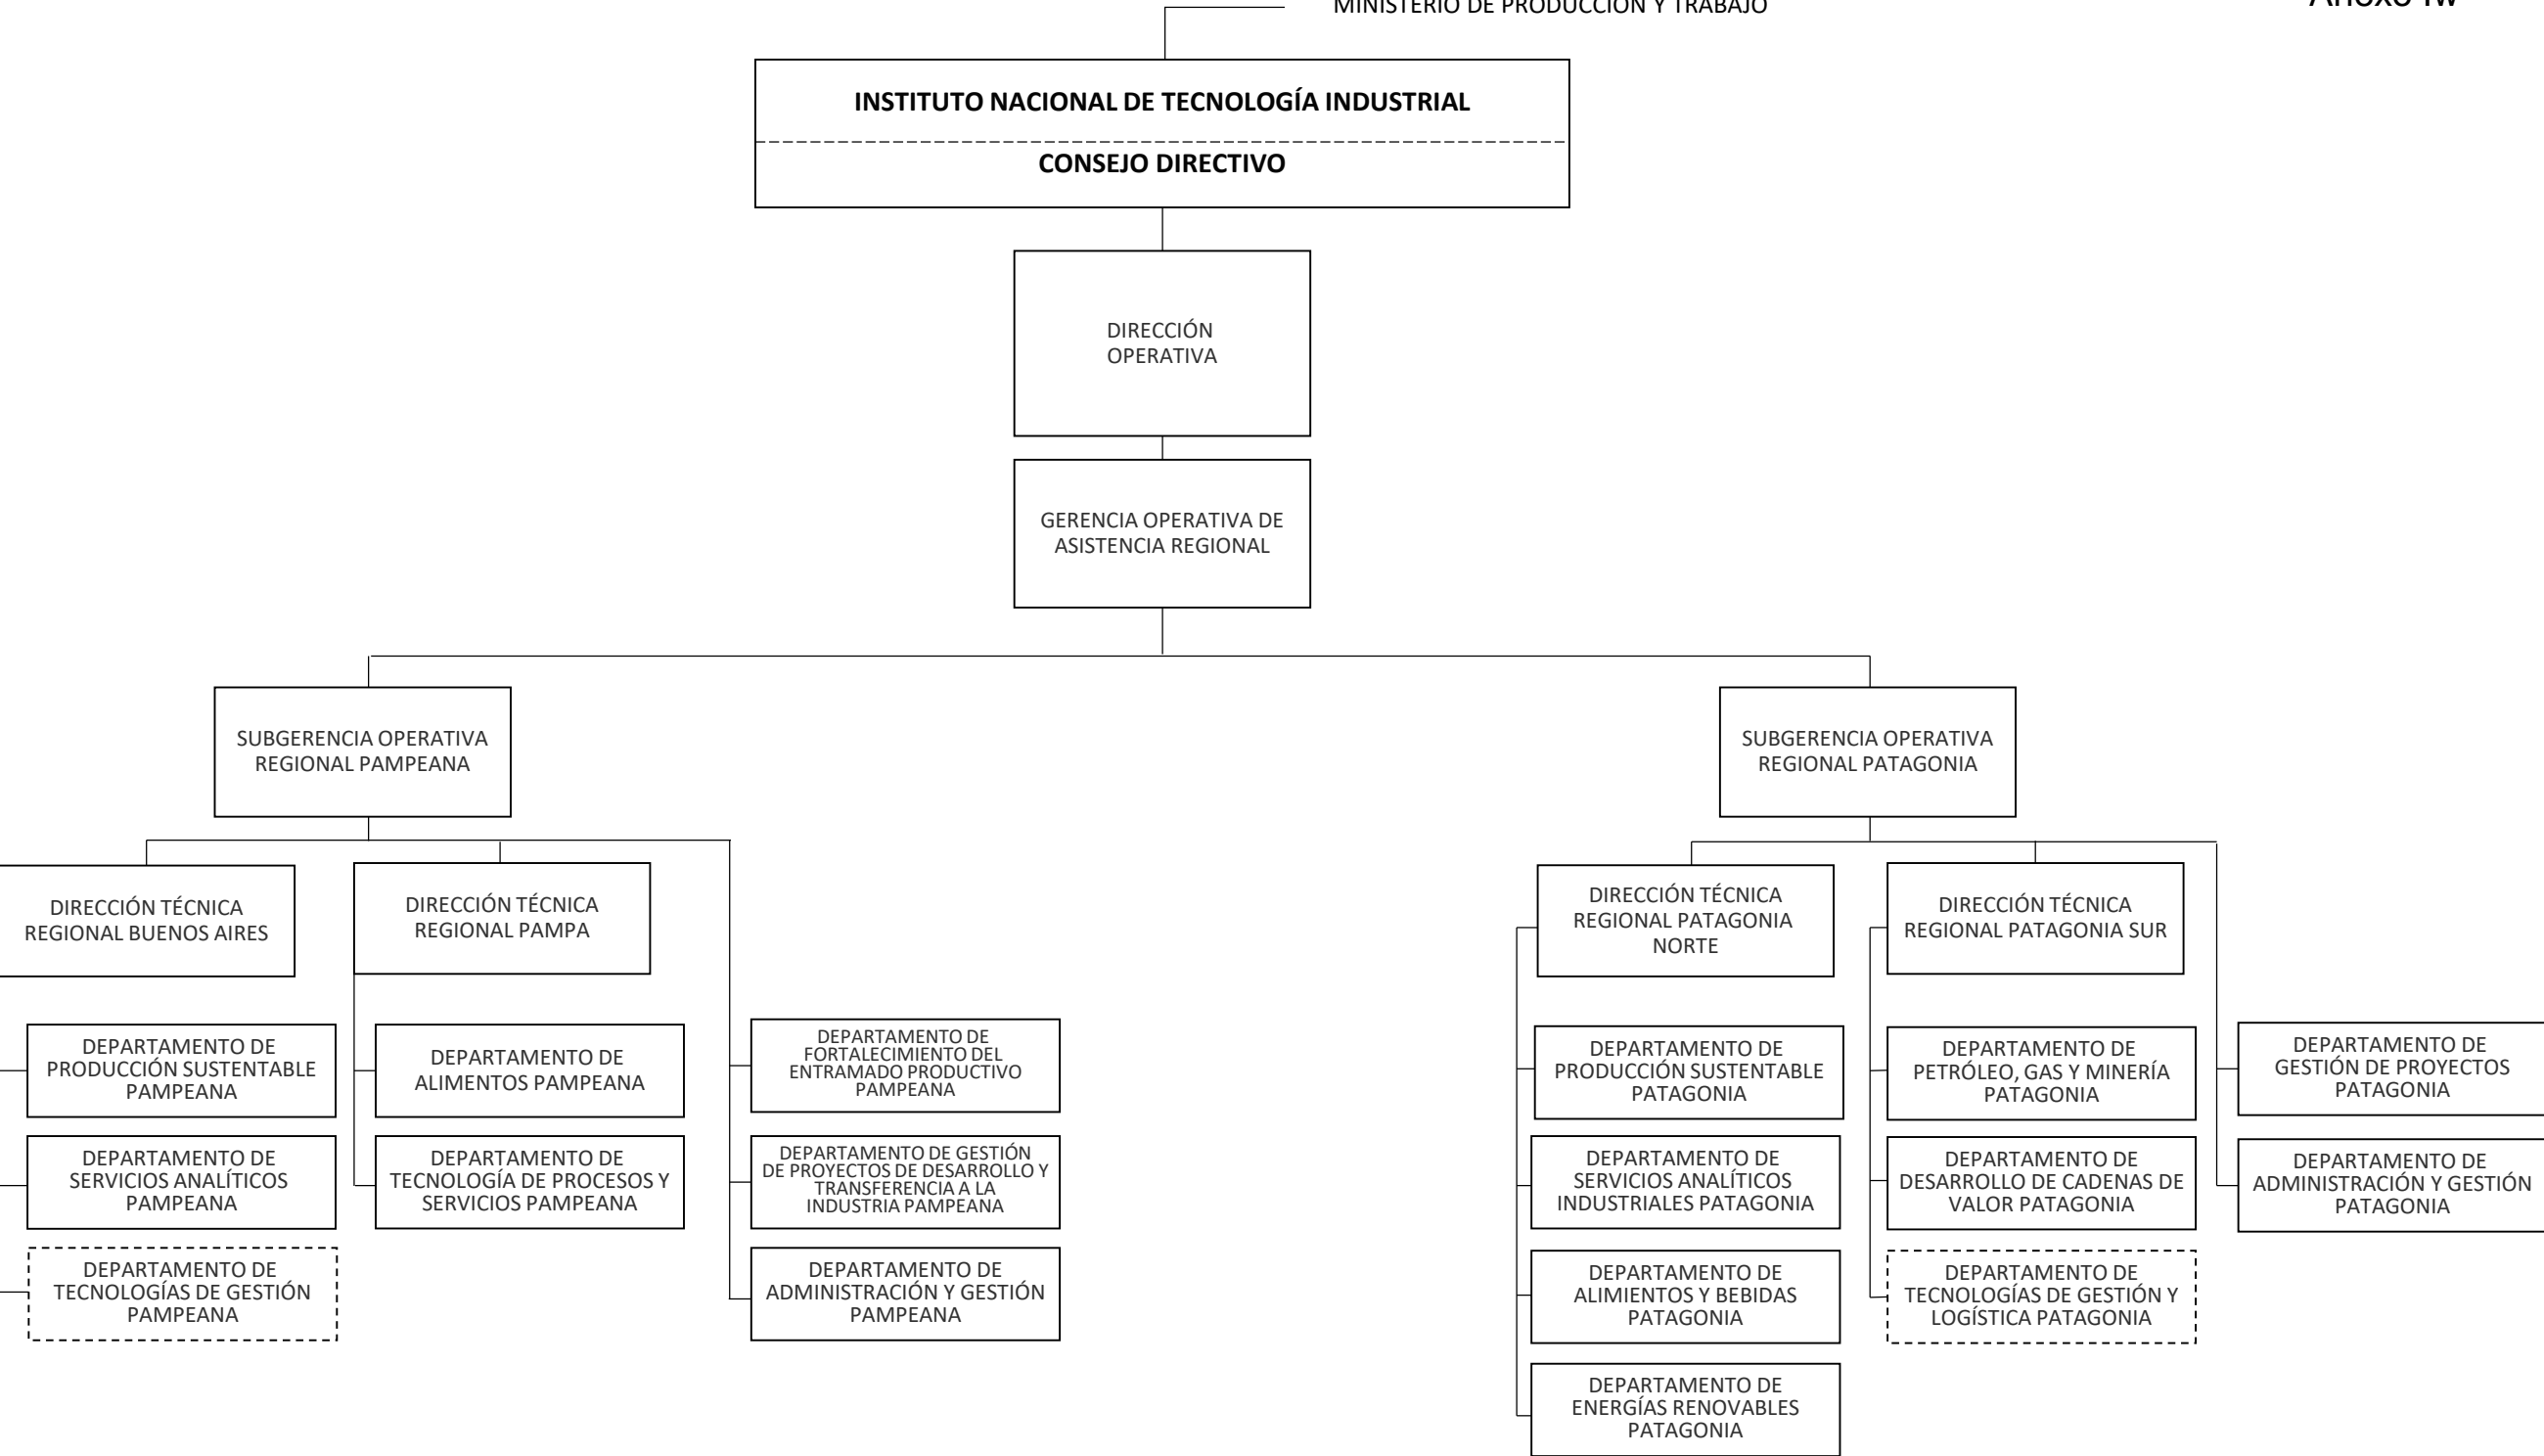 MINISTERIO DE PRODUCCIÓN Y TRABAJO
Anexo Iw
INSTITUTO NACIONAL DE TECNOLOGÍA INDUSTRIAL
CONSEJO DIRECTIVO
DIRECCIÓN
OPERATIVA
GERENCIA OPERATIVA DE
ASISTENCIA REGIONAL
SUBGERENCIA OPERATIVA
REGIONAL PAMPEANA
SUBGERENCIA OPERATIVA
REGIONAL PATAGONIA
DIRECCIÓN TÉCNICA
REGIONAL BUENOS AIRES
DIRECCIÓN TÉCNICA
REGIONAL PAMPA
DIRECCIÓN TÉCNICA
REGIONAL PATAGONIA
NORTE
DIRECCIÓN TÉCNICA
REGIONAL PATAGONIA SUR
DEPARTAMENTO DE
PRODUCCIÓN SUSTENTABLE
PAMPEANA
DEPARTAMENTO DE
ALIMENTOS PAMPEANA
DEPARTAMENTO DE
FORTALECIMIENTO DEL
ENTRAMADO PRODUCTIVO
PAMPEANA
DEPARTAMENTO DE
PRODUCCIÓN SUSTENTABLE
PATAGONIA
DEPARTAMENTO DE
PETRÓLEO, GAS Y MINERÍA
PATAGONIA
DEPARTAMENTO DE
GESTIÓN DE PROYECTOS
PATAGONIA
DEPARTAMENTO DE
SERVICIOS ANALÍTICOS
PAMPEANA
DEPARTAMENTO DE
TECNOLOGÍA DE PROCESOS Y
SERVICIOS PAMPEANA
DEPARTAMENTO DE GESTIÓN
DE PROYECTOS DE DESARROLLO Y
TRANSFERENCIA A LA
INDUSTRIA PAMPEANA
DEPARTAMENTO DE
SERVICIOS ANALÍTICOS
INDUSTRIALES PATAGONIA
DEPARTAMENTO DE
DESARROLLO DE CADENAS DE
VALOR PATAGONIA
DEPARTAMENTO DE
ADMINISTRACIÓN Y GESTIÓN
PATAGONIA
DEPARTAMENTO DE
TECNOLOGÍAS DE GESTIÓN
PAMPEANA
DEPARTAMENTO DE
ADMINISTRACIÓN Y GESTIÓN
PAMPEANA
DEPARTAMENTO DE
ALIMIENTOS Y BEBIDAS
PATAGONIA
DEPARTAMENTO DE
TECNOLOGÍAS DE GESTIÓN Y
LOGÍSTICA PATAGONIA
DEPARTAMENTO DE
ENERGÍAS RENOVABLES
PATAGONIA